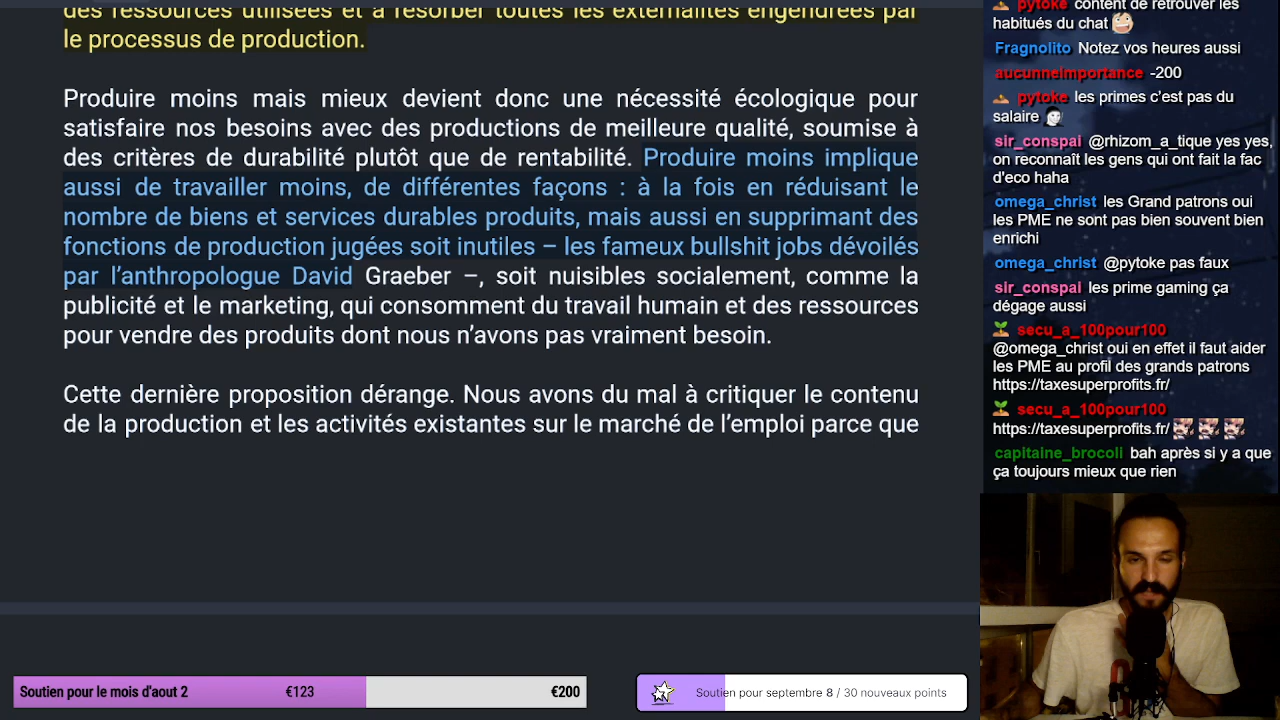 des ressources utilisées et à résorber toutes les externalités engendrées par
le processus de production.
Produire moins mais mieux devient donc une nécessité écologique pour
satisfaire nos besoins avec des productions de meilleure qualité, soumise à
des critères de durabilité plutôt que de rentabilité. Produire moins implique
aussi de travailler moins, de différentes façons : à la fois en réduisant le
nombre de biens et services durables produits, mais aussi en supprimant des
fonctions de production jugées soit inutiles – les fameux bullshit jobs dévoilés
par l’anthropologue David Graeber –, soit nuisibles socialement, comme la
publicité et le marketing, qui consomment du travail humain et des ressources
pour vendre des produits dont nous n’avons pas vraiment besoin.
Cette dernière proposition dérange. Nous avons du mal à critiquer le contenu
de la production et les activités existantes sur le marché de l’emploi parce que
Soutien pour le mois d'aout 2 €123 €200
Soutien pour septembre 8 / 30 nouveaux points
pytoke content de retrouver les
habitués du chat
Fragnolito Notez vos heures aussi
aucunneimportance -200
pytoke les primes c’est pas du
salaire
sir_conspai @rhizom_a_tique yes yes,
on reconnaît les gens qui ont fait la fac
d'eco haha
omega_christ les Grand patrons oui
les PME ne sont pas bien souvent bien
enrichi
omega_christ @pytoke pas faux
sir_conspai les prime gaming ça
dégage aussi
secu_a_100pour100
@omega_christ oui en effet il faut aider
les PME au profil des grands patrons
https://taxesuperprofits.fr/
secu_a_100pour100
https://taxesuperprofits.fr/
capitaine_brocoli bah après si y a que
ça toujours mieux que rien